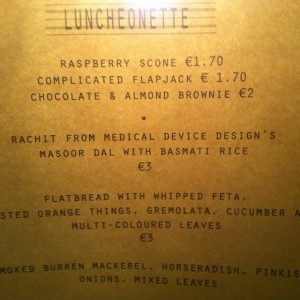 LUNCHEONETTE
RASPBERRY SCONE €1.70
COMPLICATED FLAPJACK € 1.70
CHOCOLATE & ALMOND BROWNIE €2
RACHIT FROM MEDICAL DEVICE DESIGN'S
MASOOR DAL WITH BASMATI RICE
€3
FLATBREAD WITH WHIPPED FETA,
STED ORANGE THINGS, GREMOLATA, CUCUMBER A
MULTI-COLOURED LEAVES
€3
MOKED BURREN MACKEREL, HORSERADISH, PINKIS
ONIONS, MIXED LEAVES